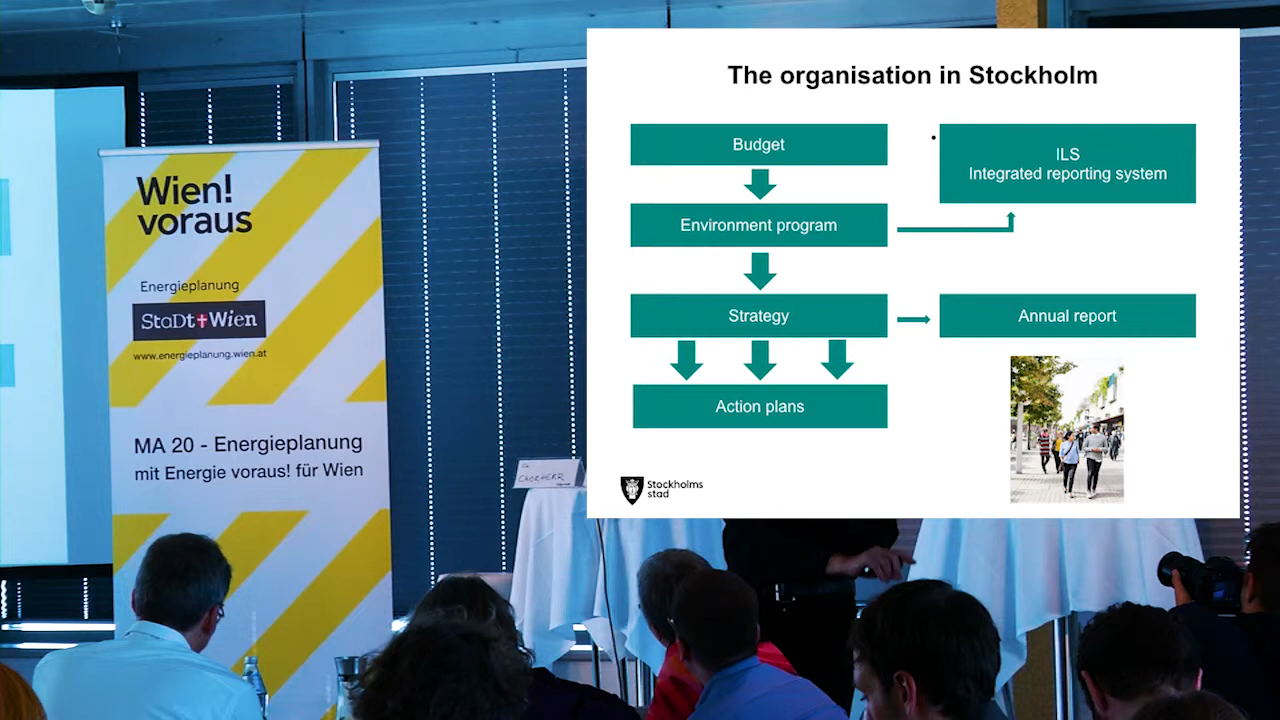 Wien!
voraus
Energieplanung
StaDt Wien
www.energieplanung.wien.at
MA 20 - Energieplanung
mit Energie voraus! für Wien
CHORHERR
The organisation in Stockholm
Budget
Environment program
Strategy
Action plans
ILS
Integrated reporting system
Annual report
Stockholms
stad